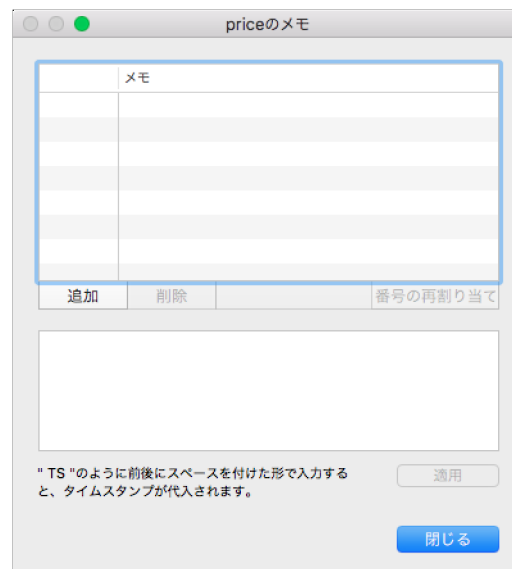 priceのメモ
メモ
追加 削除 番号の再割り当て
" TS "のように前後にスペースを付けた形で入力する
と、タイムスタンプが代入されます。
適用
閉じる